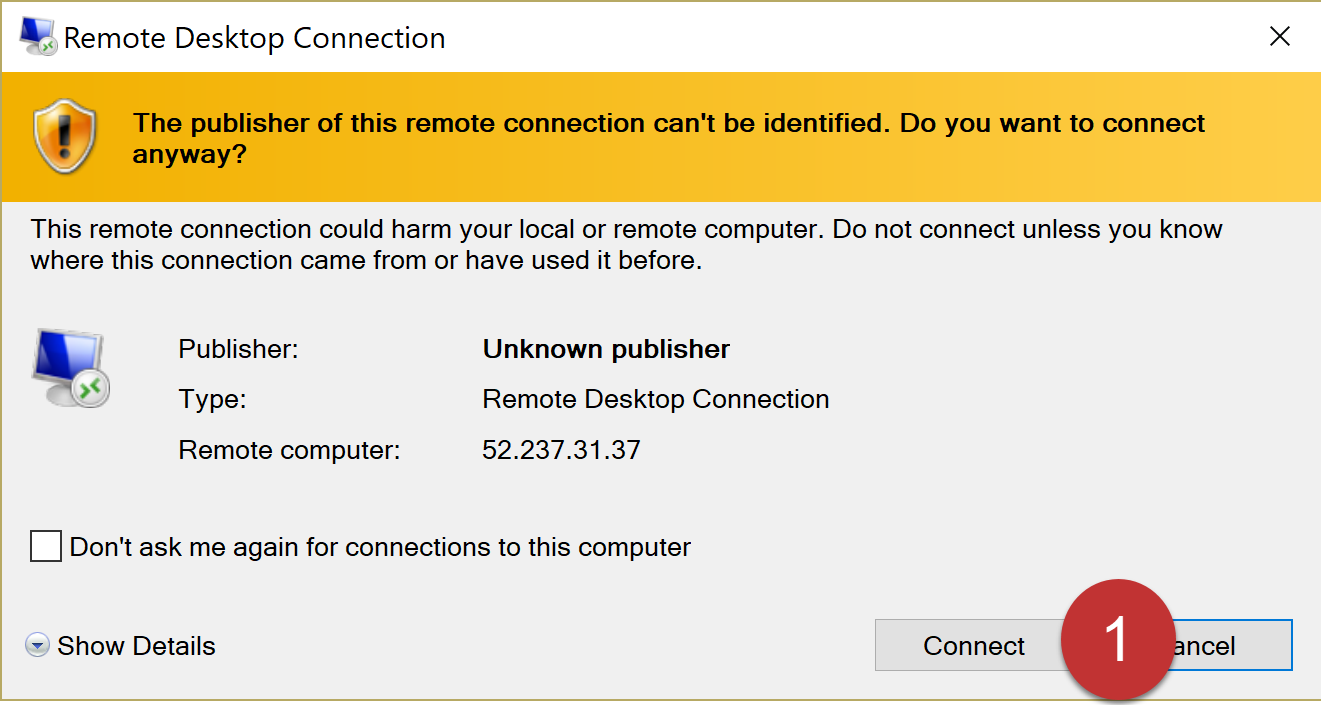 Remote Desktop Connection
The publisher of this remote connection can't be identified. Do you want to connect
anyway?
This remote connection could harm your local or remote computer. Do not connect unless you know
where this connection came from or have used it before.
Publisher: Unknown publisher
Type: Remote Desktop Connection
Remote computer: 52.237.31.37
Don't ask me again for connections to this computer
Show Details Connect 1 ancel